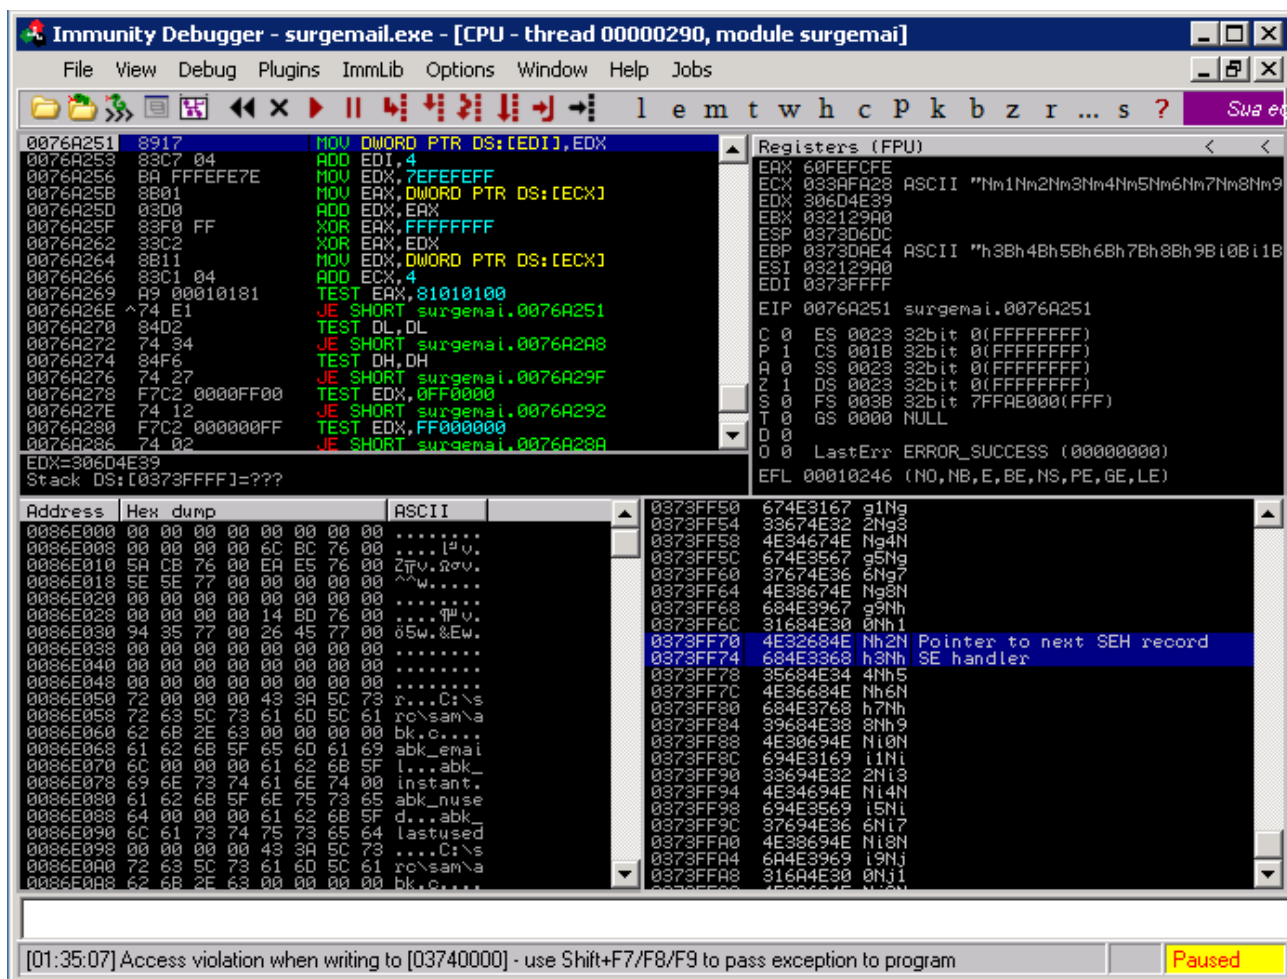 Immunity Debugger - surgemail.exe - [CPU - thread 00000290, module surgemai]
File View Debug Plugins ImmLib Options Window Help Jobs
l e m t w h c P k b z r ... s ?
0076A251 8917 MOV DWORD PTR DS:[EDI],EDX
0076A253 83C7 04 ADD EDI,4
0076A256 BA FFFEFE7E MOV EDX,7EFEFEFF
0076A25B 8B01 MOV EAX,DWORD PTR DS:[ECX]
0076A25D 03D0 ADD EDX,EAX
0076A25F 83F0 FF XOR EAX,FFFFFFFF
0076A262 33C2 XOR EAX,EDX
0076A264 8B11 MOV EDX,DWORD PTR DS:[ECX]
0076A266 83C1 04 ADD ECX,4
0076A269 A9 00010181 TEST EAX,81010100
0076A26E ^74 E1 JE SHORT surgemai.0076A251
0076A270 84D2 TEST DL,DL
0076A272 74 34 JE SHORT surgemai.0076A2A8
0076A274 84F6 TEST DH,DH
0076A276 74 27 JE SHORT surgemai.0076A29F
0076A278 F7C2 0000FF00 TEST EDX,0FF0000
0076A27E 74 12 JE SHORT surgemai.0076A292
0076A280 F7C2 000000FF TEST EDX,FF000000
0076A286 74 02 JE SHORT surgemai.0076A28A
EDX=306D4E39
Stack DS:[0373FFFF]=???
Registers (FPU) < <
EAX 60FEFCFE
ECX 033AFA28 ASCII "Nm1Nm2Nm3Nm4Nm5Nm6Nm7Nm8Nm9
EDX 306D4E39
EBX 032129A0
ESP 0373D6DC
EBP 0373DAE4 ASCII "h3Bh4Bh5Bh6Bh7Bh8Bh9Bi0Bi1B
ESI 032129A0
EDI 0373FFFF
EIP 0076A251 surgemai.0076A251
C 0 ES 0023 32bit 0(FFFFFFFF)
P 1 CS 001B 32bit 0(FFFFFFFF)
A 0 SS 0023 32bit 0(FFFFFFFF)
Z 1 DS 0023 32bit 0(FFFFFFFF)
S 0 FS 003B 32bit 7FFAE000(FFF)
T 0 GS 0000 NULL
D 0
O 0 LastErr ERROR_SUCCESS (00000000)
EFL 00010246 (NO,NB,E,BE,NS,PE,GE,LE)
Address Hex dump ASCII
0086E000 00 00 00 00 00 00 00 00 ........
0086E008 00 00 00 00 6C BC 76 00 ....l╝v.
0086E010 5A CB 76 00 EA E5 76 00 Z╦v.Ωσv.
0086E018 5E 5E 77 00 00 00 00 00 ^^w.....
0086E020 00 00 00 00 00 00 00 00 ........
0086E028 00 00 00 00 14 BD 76 00 ....¶╜v.
0086E030 94 35 77 00 26 45 77 00 ö5w.&Ew.
0086E038 00 00 00 00 00 00 00 00 ........
0086E040 00 00 00 00 00 00 00 00 ........
0086E048 00 00 00 00 00 00 00 00 ........
0086E050 72 00 00 00 43 3A 5C 73 r...C:\s
0086E058 72 63 5C 73 61 6D 5C 61 rc\sam\a
0086E060 62 6B 2E 63 00 00 00 00 bk.c....
0086E068 61 62 6B 5F 65 6D 61 69 abk_emai
0086E070 6C 00 00 00 61 62 6B 5F l...abk_
0086E078 69 6E 73 74 61 6E 74 00 instant.
0086E080 61 62 6B 5F 6E 75 73 65 abk_nuse
0086E088 64 00 00 00 61 62 6B 5F d...abk_
0086E090 6C 61 73 74 75 73 65 64 lastused
0086E098 00 00 00 00 43 3A 5C 73 ....C:\s
0086E0A0 72 63 5C 73 61 6D 5C 61 rc\sam\a
0086E0A8 62 6B 2E 63 00 00 00 00 bk.c....
0373FF50 674E3167 g1Ng
0373FF54 33674E32 2Ng3
0373FF58 4E34674E Ng4N
0373FF5C 674E3567 g5Ng
0373FF60 37674E36 6Ng7
0373FF64 4E38674E Ng8N
0373FF68 684E3967 g9Nh
0373FF6C 31684E30 0Nh1
0373FF70 4E32684E Nh2N Pointer to next SEH record
0373FF74 684E3368 h3Nh SE handler
0373FF78 35684E34 4Nh5
0373FF7C 4E36684E Nh6N
0373FF80 684E3768 h7Nh
0373FF84 39684E38 8Nh9
0373FF88 4E30694E Ni0N
0373FF8C 694E3169 i1Ni
0373FF90 33694E32 2Ni3
0373FF94 4E34694E Ni4N
0373FF98 694E3569 i5Ni
0373FF9C 37694E36 6Ni7
0373FFA0 4E38694E Ni8N
0373FFA4 6A4E3969 i9Nj
0373FFA8 316A4E30 0Nj1
[01:35:07] Access violation when writing to [03740000] - use Shift+F7/F8/F9 to pass exception to program
Paused